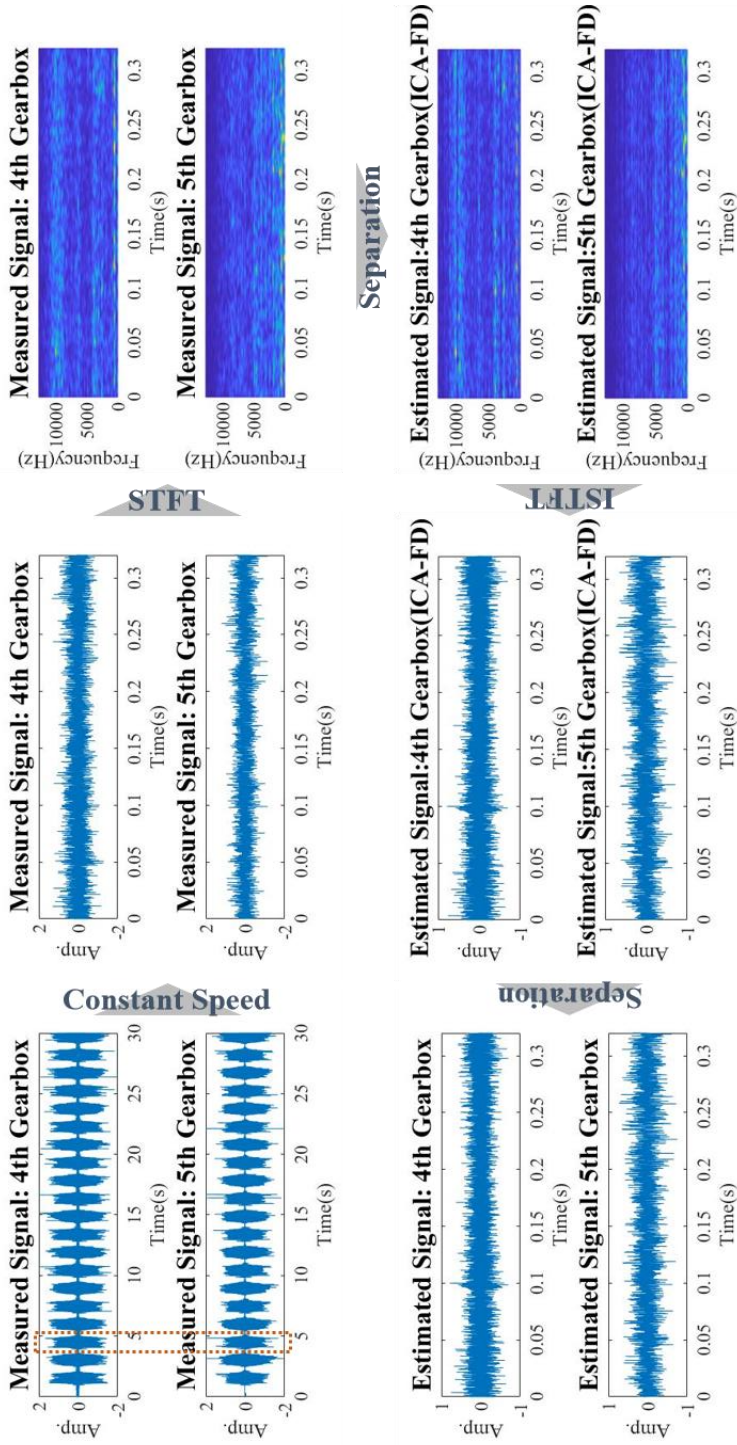 Measured Signal: 4th Gearbox
Amp.
2
0
-2
0 5 10 15 20 25 30
Time(s)
Measured Signal: 5th Gearbox
Amp.
2
0
-2
0 5 10 15 20 25 30
Time(s)
Constant Speed
Measured Signal: 4th Gearbox
Amp.
2
0
-2
0 0.05 0.1 0.15 0.2 0.25 0.3
Time(s)
Measured Signal: 5th Gearbox
Amp.
2
0
-2
0 0.05 0.1 0.15 0.2 0.25 0.3
Time(s)
STFT
Measured Signal: 4th Gearbox
Frequency(Hz)
10000
5000
0
0 0.05 0.1 0.15 0.2 0.25 0.3
Time(s)
Measured Signal: 5th Gearbox
Frequency(Hz)
10000
5000
0
0 0.05 0.1 0.15 0.2 0.25 0.3
Time(s)
Separation
Estimated Signal: 4th Gearbox
Amp.
1
0
-1
0 0.05 0.1 0.15 0.2 0.25 0.3
Time(s)
Estimated Signal: 5th Gearbox
Amp.
1
0
-1
0 0.05 0.1 0.15 0.2 0.25 0.3
Time(s)
Separation
Estimated Signal:4th Gearbox(ICA-FD)
Amp.
1
0
-1
0 0.05 0.1 0.15 0.2 0.25 0.3
Time(s)
Estimated Signal:5th Gearbox(ICA-FD)
Amp.
1
0
-1
0 0.05 0.1 0.15 0.2 0.25 0.3
Time(s)
ISTFT
Estimated Signal:4th Gearbox(ICA-FD)
Frequency(Hz)
10000
5000
0
0 0.05 0.1 0.15 0.2 0.25 0.3
Time(s)
Estimated Signal:5th Gearbox(ICA-FD)
Frequency(Hz)
10000
5000
0
0 0.05 0.1 0.15 0.2 0.25 0.3
Time(s)